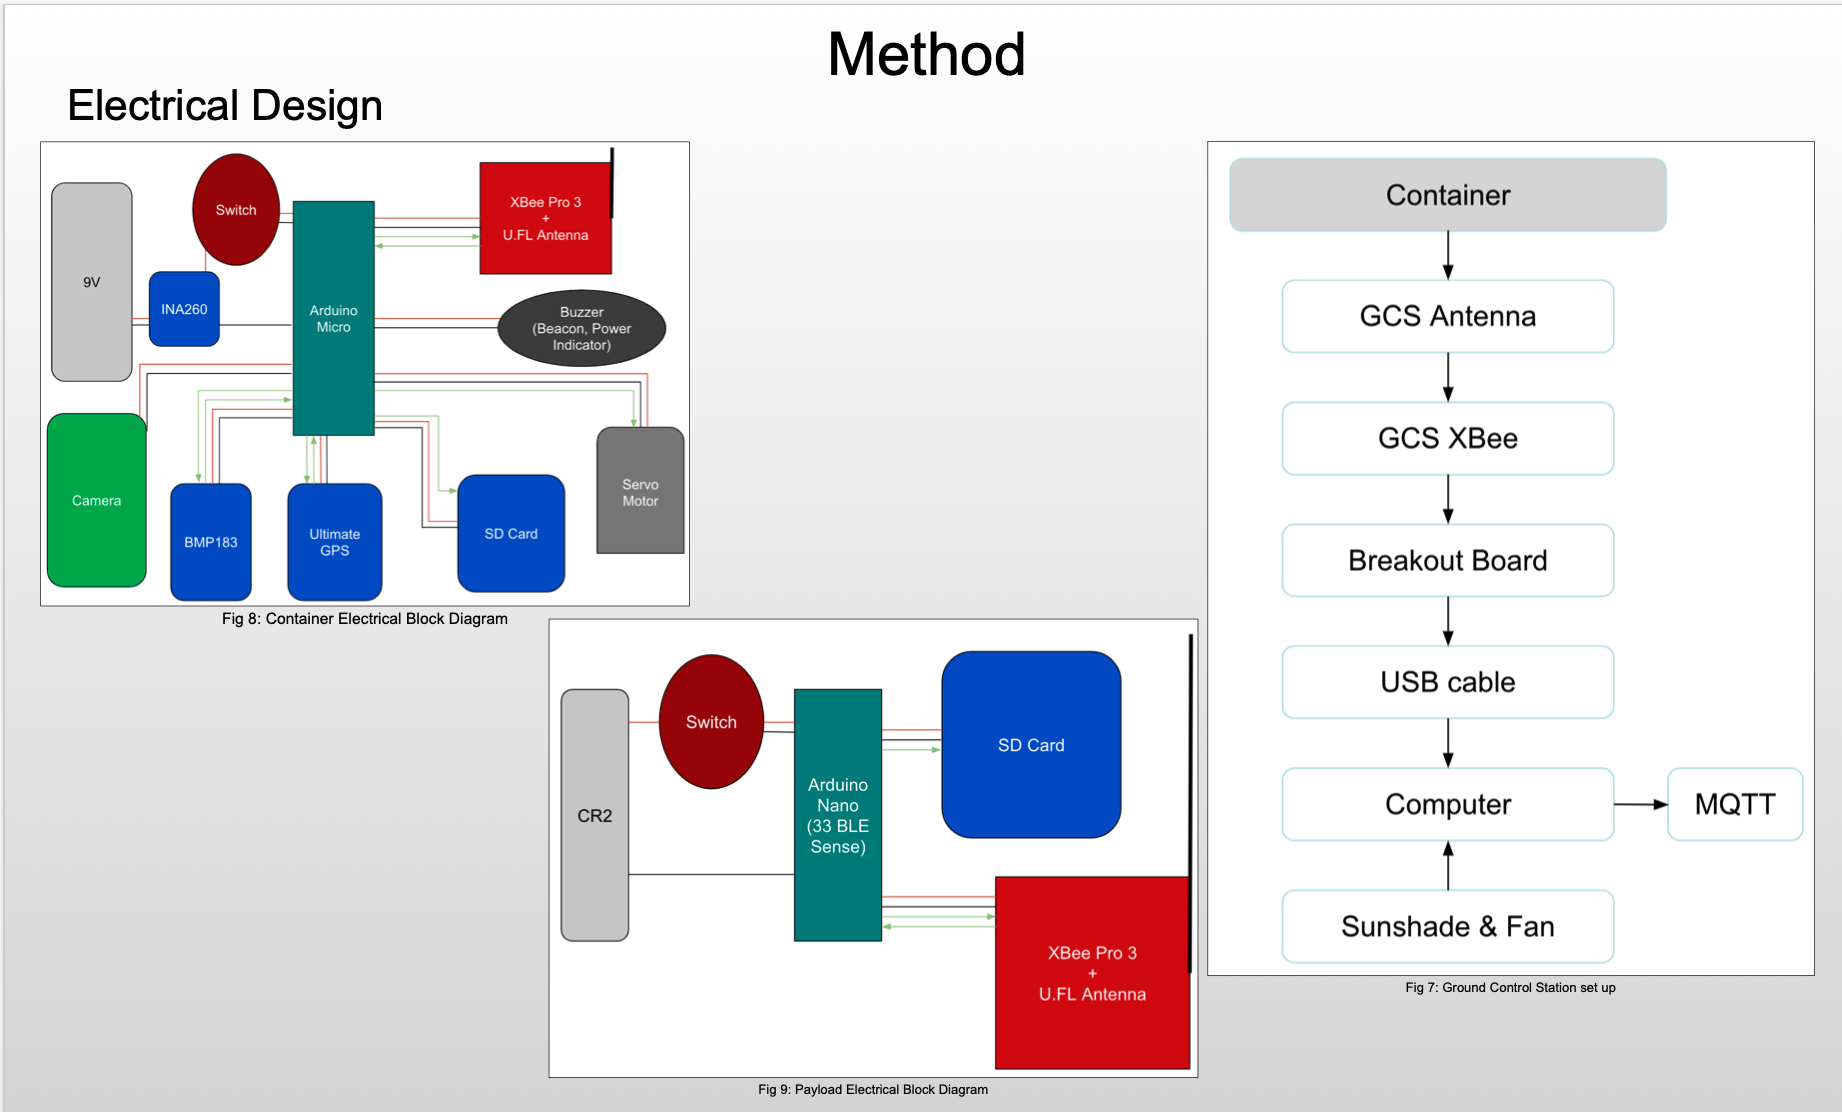 Method
Electrical Design
Switch
XBee Pro 3
+
U.FL Antenna
9V
INA260
Arduino
Micro
Buzzer
(Beacon, Power
Indicator)
Camera
BMP183
Ultimate
GPS
SD Card
Servo
Motor
Fig 8: Container Electrical Block Diagram
Switch
SD Card
CR2
Arduino
Nano
(33 BLE
Sense)
XBee Pro 3
+
U.FL Antenna
Fig 9: Payload Electrical Block Diagram
Container
GCS Antenna
GCS XBee
Breakout Board
USB cable
Computer
MQTT
Sunshade & Fan
Fig 7: Ground Control Station set up